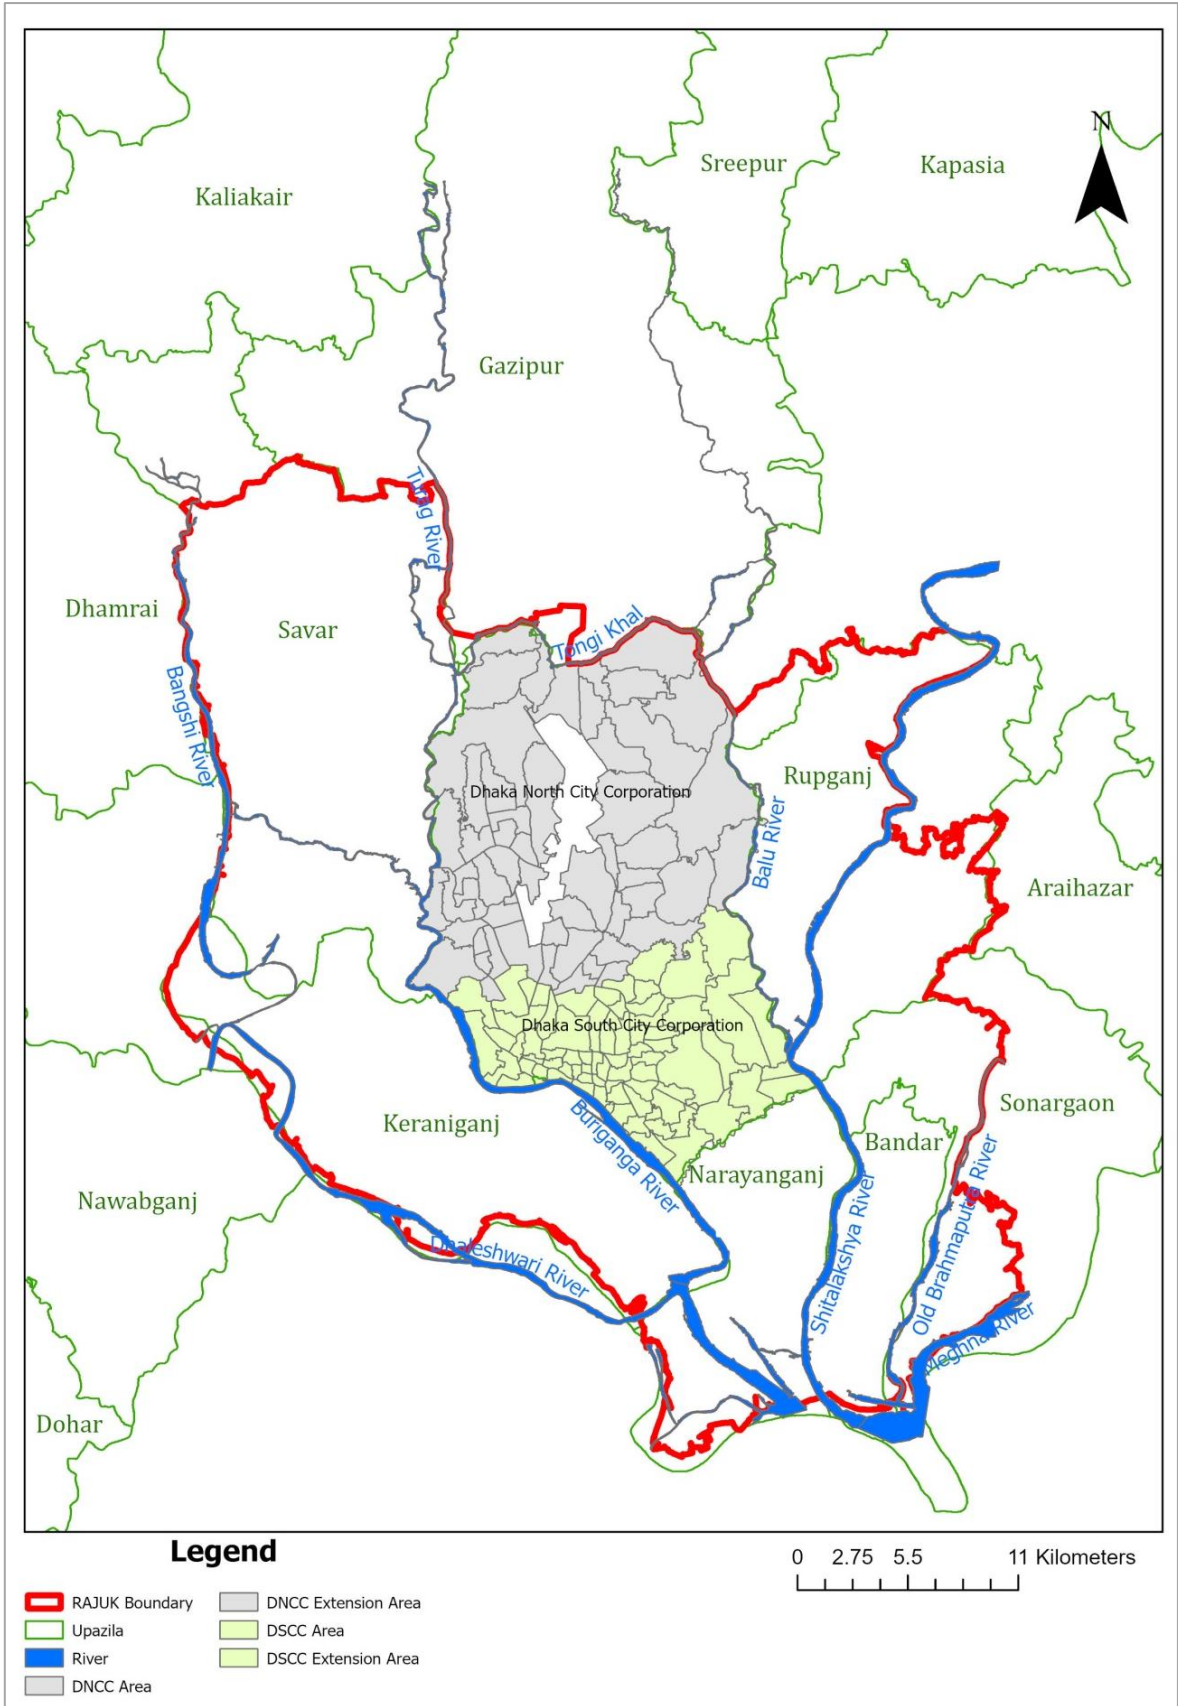 N
Sreepur
Kapasia
Kaliakair
Gazipur
Turag River
Dhamrai
Savar
Tongi Khal
Bangshi River
Rupganj
Dhaka North City Corporation
Balu River
Araihazar
Dhaka South City Corporation
Keraniganj
Buriganga River
Sonargaon
Bandar
Narayanganj
Nawabganj
Dhaleshwari River
Shitalakshya River
Old Brahmaputra River
Meghna River
Dohar
Legend
RAJUK Boundary
Upazila
River
DNCC Area
DNCC Extension Area
DSCC Area
DSCC Extension Area
0 2.75 5.5 11 Kilometers